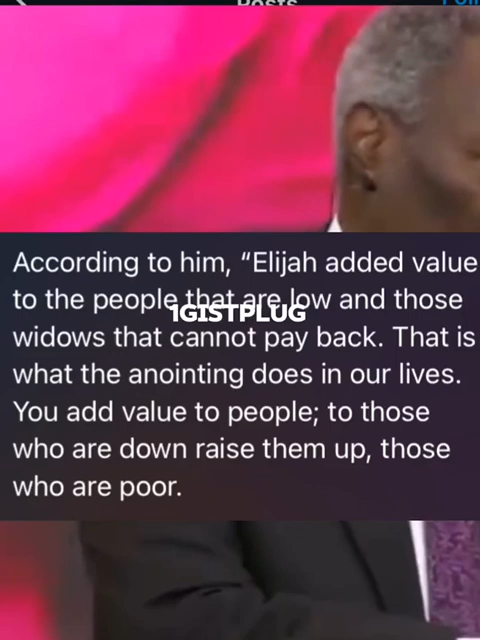 Posts
According to him, “Elijah added value
to the people that are low and those
1GISTPLUG
widows that cannot pay back. That is
what the anointing does in our lives.
You add value to people; to those
who are down raise them up, those
who are poor.